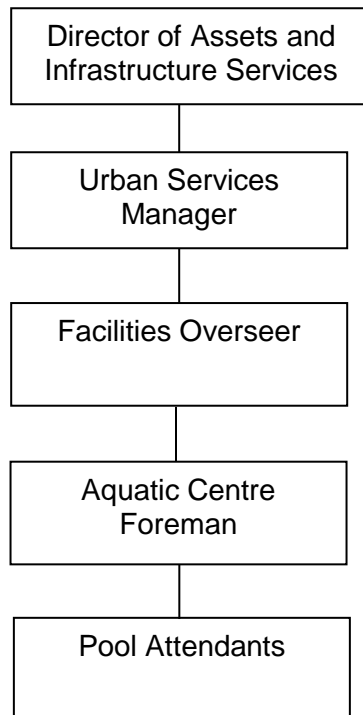 Director of Assets and
Infrastructure Services
Urban Services
Manager
Facilities Overseer
Aquatic Centre
Foreman
Pool Attendants